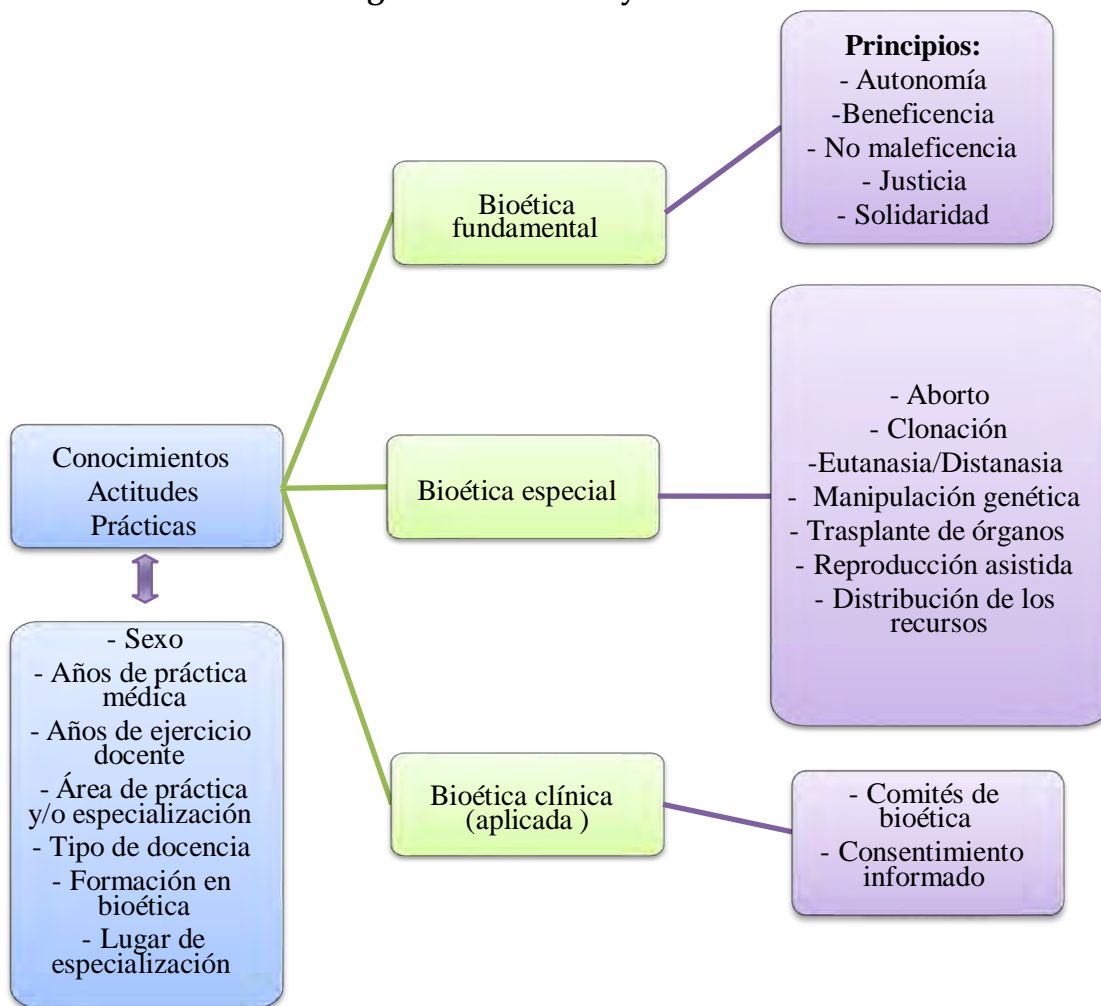 Principios:
- Autonomía
-Beneficencia
- No maleficencia
- Justicia
- Solidaridad
Bioética
fundamental
- Aborto
- Clonación
-Eutanasia/Distanasia
- Manipulación genética
- Trasplante de órganos
- Reproducción asistida
- Distribución de los
recursos
Bioética especial
Conocimientos
Actitudes
Prácticas
- Sexo
- Años de práctica
médica
- Años de ejercicio
docente
- Área de práctica
y/o especialización
- Tipo de docencia
- Formación en
bioética
- Lugar de
especialización
Bioética clínica
(aplicada )
- Comités de
bioética
- Consentimiento
informado